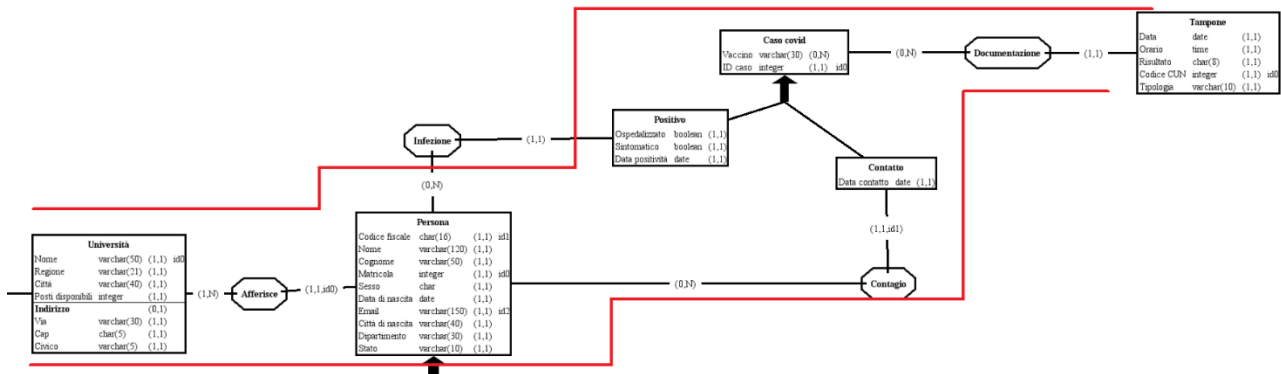 Tampone
Data date (1,1)
Orario time (1,1)
Risultato char(8) (1,1)
Codice CUN integer (1,1) id0
Tipologia varchar(10) (1,1)
Caso covid
Vaccino varchar(30) (0,N)
ID caso integer (1,1) id0
(0,N)
Documentazione
(1,1)
Positivo
Ospedalizzato boolean (1,1)
Sintomatico boolean (1,1)
Data positività date (1,1)
Infezione
(1,1)
(0,N)
Contatto
Data contatto date (1,1)
(1,1,id1)
Contagio
(0,N)
Persona
Codice fiscale char(16) (1,1) id1
Nome varchar(120) (1,1)
Cognome varchar(50) (1,1)
Matricola integer (1,1) id0
Sesso char (1,1)
Data di nascita date (1,1)
Email varchar(150) (1,1) id2
Città di nascita varchar(40) (1,1)
Dipartimento varchar(30) (1,1)
Stato varchar(10) (1,1)
Università
Nome varchar(50) (1,1) id0
Regione varchar(21) (1,1)
Città varchar(40) (1,1)
Posti disponibili integer (1,1)
Indirizzo (0,1)
Via varchar(30) (1,1)
Cap char(5) (1,1)
Civico varchar(5) (1,1)
(1,N)
Afferisce
(1,1,id0)